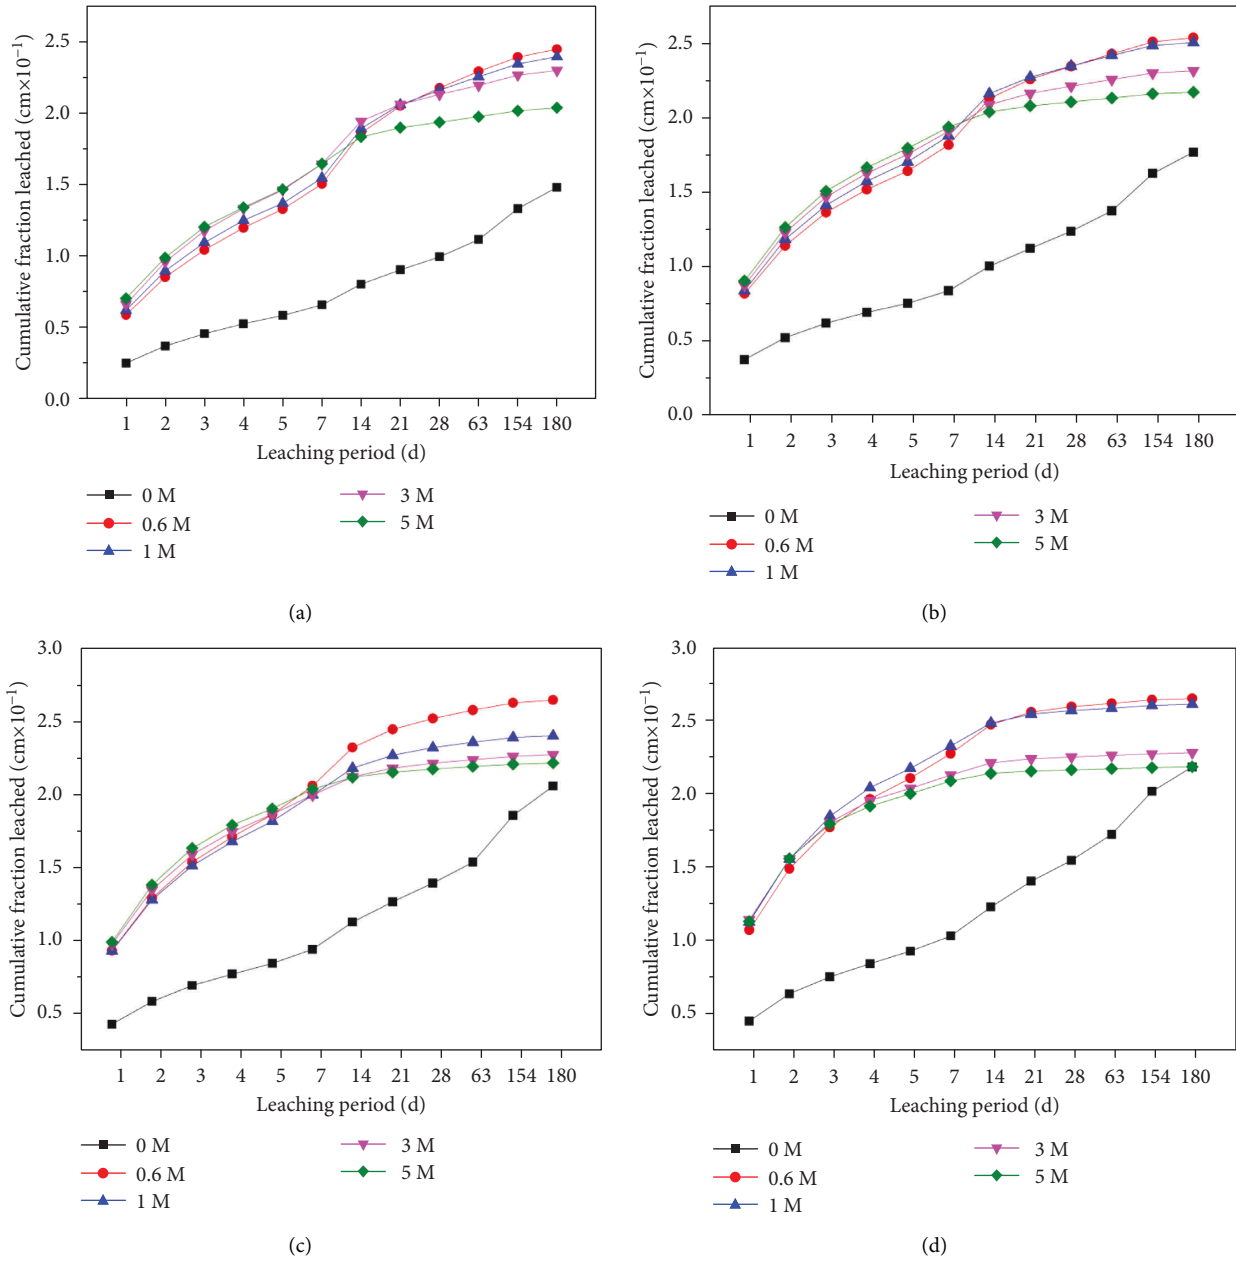 Cumulative fraction leached (cm×10⁻¹)
2.5
2.0
1.5
1.0
0.5
0.0
1 2 3 4 5 7 14 21 28 63 154 180
Leaching period (d)
0 M
0.6 M
1 M
3 M
5 M
(a)
Cumulative fraction leached (cm×10⁻¹)
2.5
2.0
1.5
1.0
0.5
0.0
1 2 3 4 5 7 14 21 28 63 154 180
Leaching period (d)
0 M
0.6 M
1 M
3 M
5 M
(b)
Cumulative fraction leached (cm×10⁻¹)
3.0
2.5
2.0
1.5
1.0
0.5
1 2 3 4 5 7 14 21 28 63 154 180
Leaching period (d)
0 M
0.6 M
1 M
3 M
5 M
(c)
Cumulative fraction leached (cm×10⁻¹)
3.0
2.5
2.0
1.5
1.0
0.5
1 2 3 4 5 7 14 21 28 63 154 180
Leaching period (d)
0 M
0.6 M
1 M
3 M
5 M
(d)